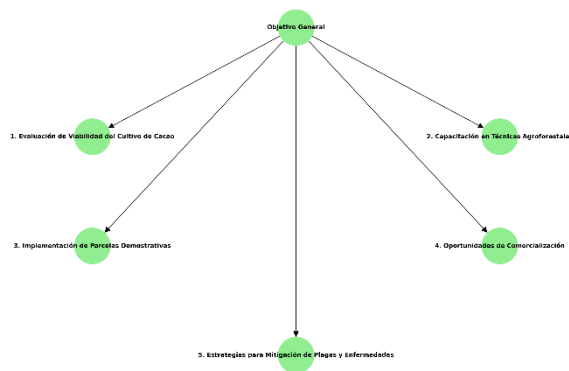 Objetivo General
1. Evaluación de Viabilidad del Cultivo de Cacao
2. Capacitación en Técnicas Agroforestale
3. Implementación de Parcelas Demostrativas
4. Oportunidades de Comercialización
5. Estrategias para Mitigación de Plagas y Enfermedades